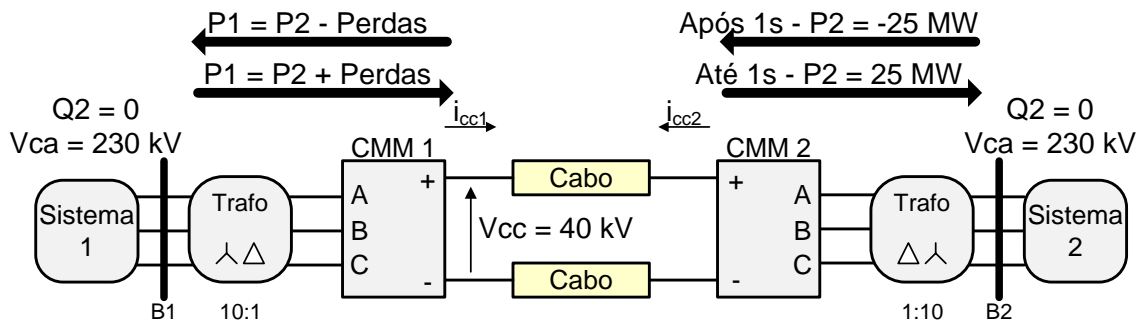 P1 = P2 - Perdas
Após 1s - P2 = -25 MW
P1 = P2 + Perdas
Até 1s - P2 = 25 MW
Q2 = 0
Vca = 230 kV
icc1
icc2
Q2 = 0
Vca = 230 kV
CMM 1
CMM 2
Sistema
1
Trafo
A
B
C
+
-
Cabo
Vcc = 40 kV
Cabo
+
-
A
B
C
Trafo
Sistema
2
B1
10:1
1:10
B2